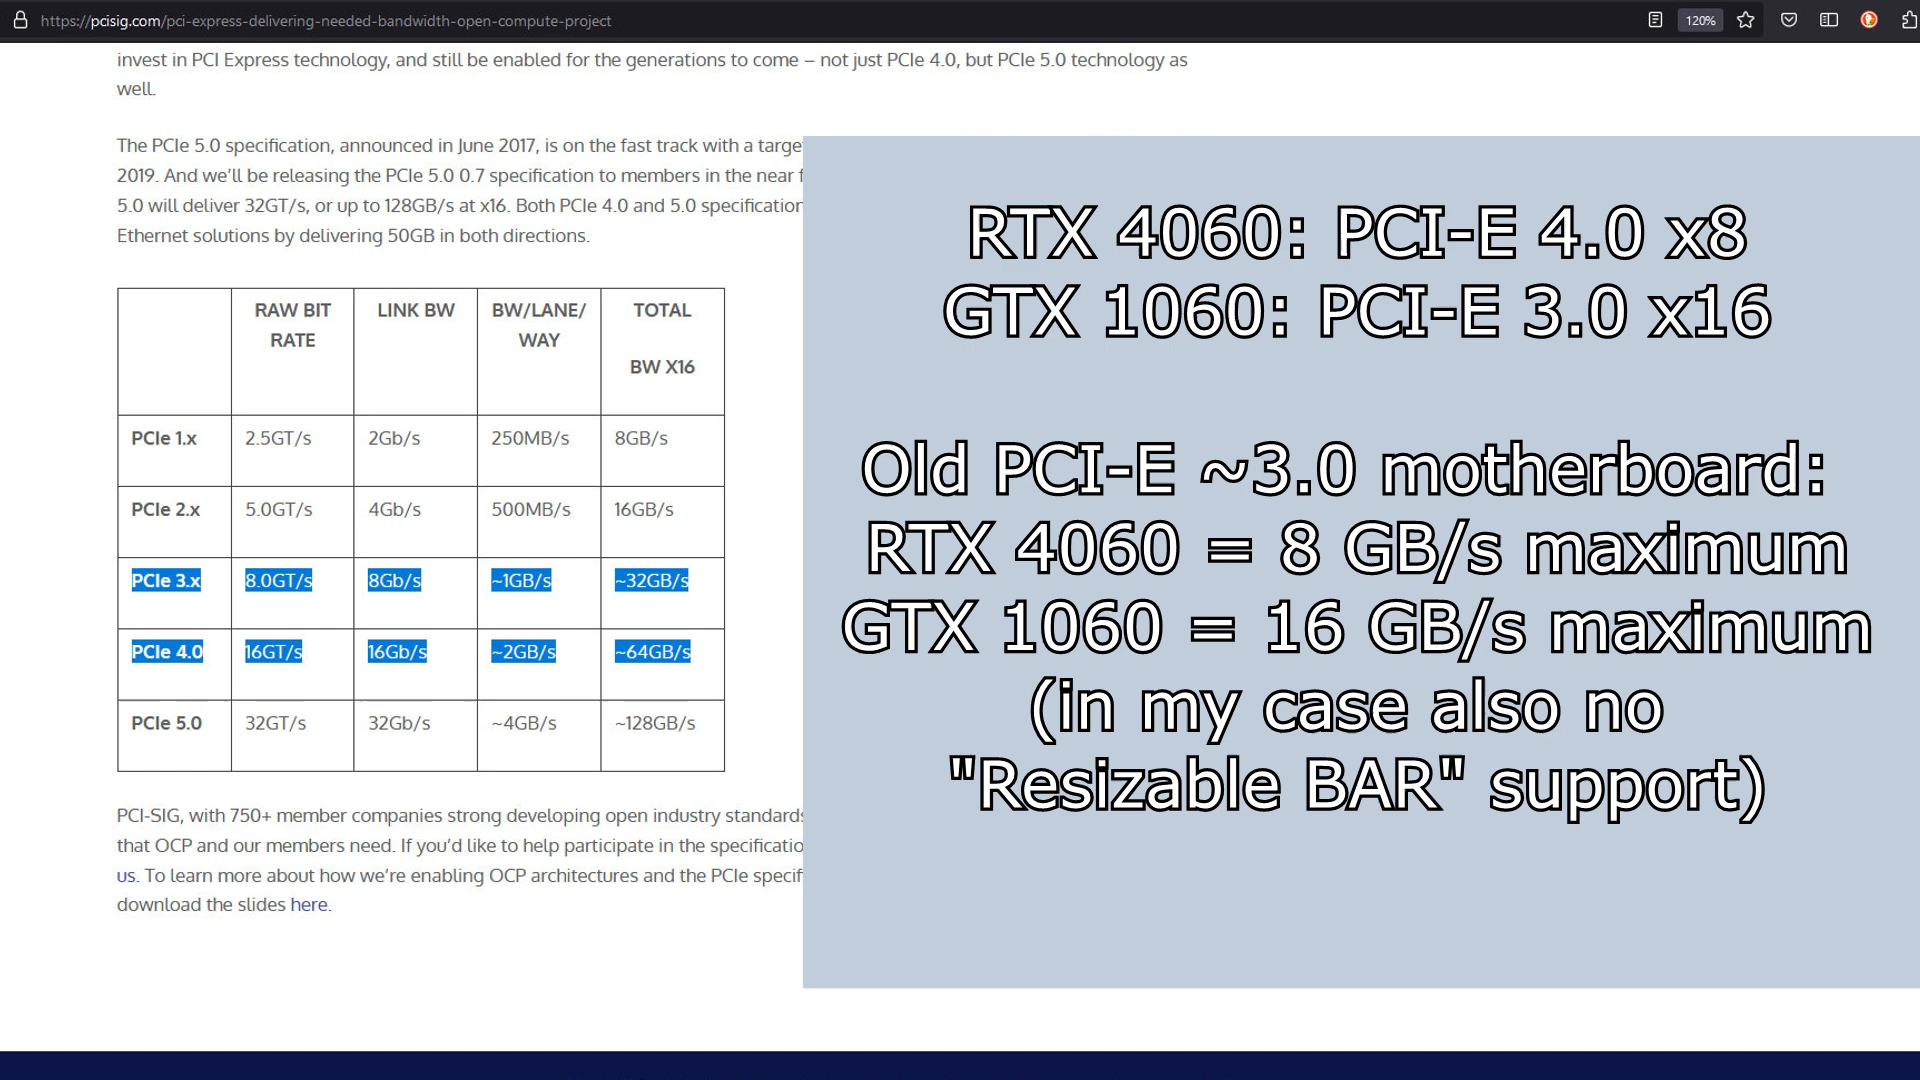 https://pcisig.com/pci-express-delivering-needed-bandwidth-open-compute-project
120%
invest in PCI Express technology, and still be enabled for the generations to come – not just PCIe 4.0, but PCIe 5.0 technology as
well.
The PCIe 5.0 specification, announced in June 2017, is on the fast track with a targe
2019. And we'll be releasing the PCIe 5.0 0.7 specification to members in the near f
5.0 will deliver 32GT/s, or up to 128GB/s at x16. Both PCIe 4.0 and 5.0 specification
Ethernet solutions by delivering 50GB in both directions.
RAW BIT RATE LINK BW BW/LANE/WAY TOTAL BW X16
PCIe 1.x 2.5GT/s 2Gb/s 250MB/s 8GB/s
PCIe 2.x 5.0GT/s 4Gb/s 500MB/s 16GB/s
PCIe 3.x 8.0GT/s 8Gb/s ~1GB/s ~32GB/s
PCIe 4.0 16GT/s 16Gb/s ~2GB/s ~64GB/s
PCIe 5.0 32GT/s 32Gb/s ~4GB/s ~128GB/s
PCI-SIG, with 750+ member companies strong developing open industry standards
that OCP and our members need. If you'd like to help participate in the specificatio
us. To learn more about how we're enabling OCP architectures and the PCIe specif
download the slides here.
RTX 4060: PCI-E 4.0 x8
GTX 1060: PCI-E 3.0 x16
Old PCI-E ~3.0 motherboard:
RTX 4060 = 8 GB/s maximum
GTX 1060 = 16 GB/s maximum
(in my case also no
"Resizable BAR" support)